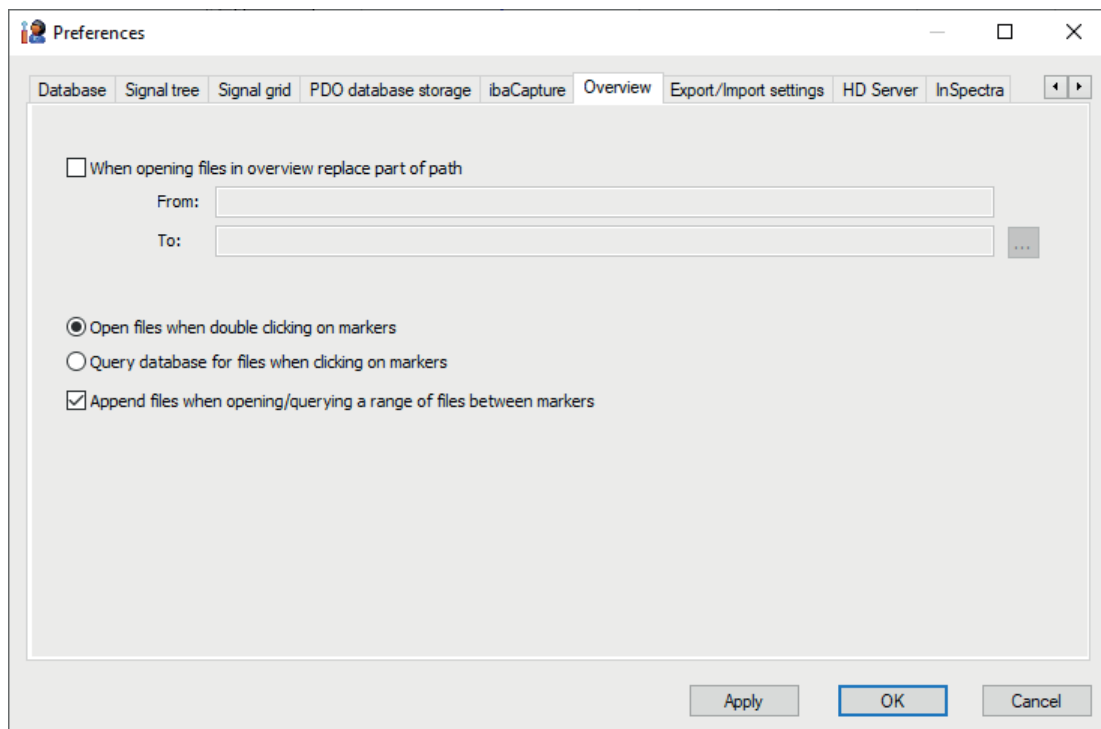 Preferences
Database Signal tree Signal grid PDO database storage ibaCapture Overview Export/Import settings HD Server InSpectra
When opening files in overview replace part of path
From:
To:
...
Open files when double clicking on markers
Query database for files when clicking on markers
Append files when opening/querying a range of files between markers
Apply OK Cancel